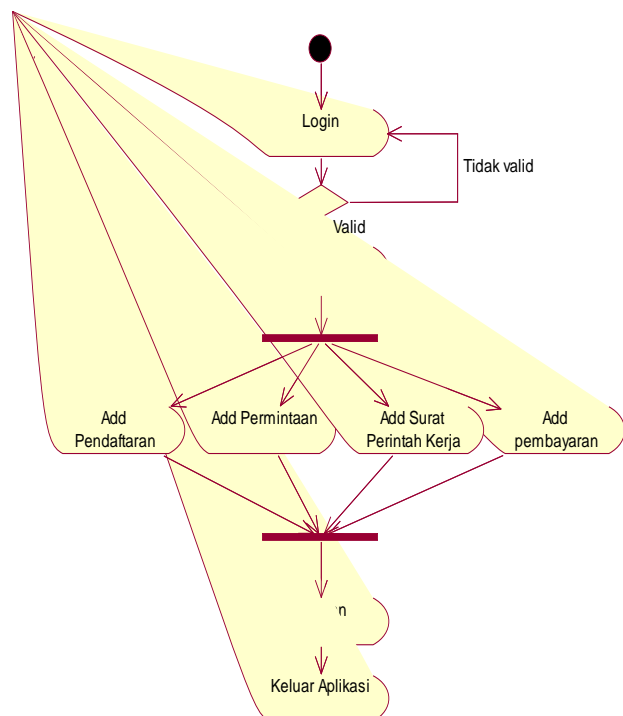 Login
Tidak valid
Valid
Add
Pendaftaran
Add Permintaan
Add Surat
Perintah Kerja
Add
pembayaran
Keluar Aplikasi